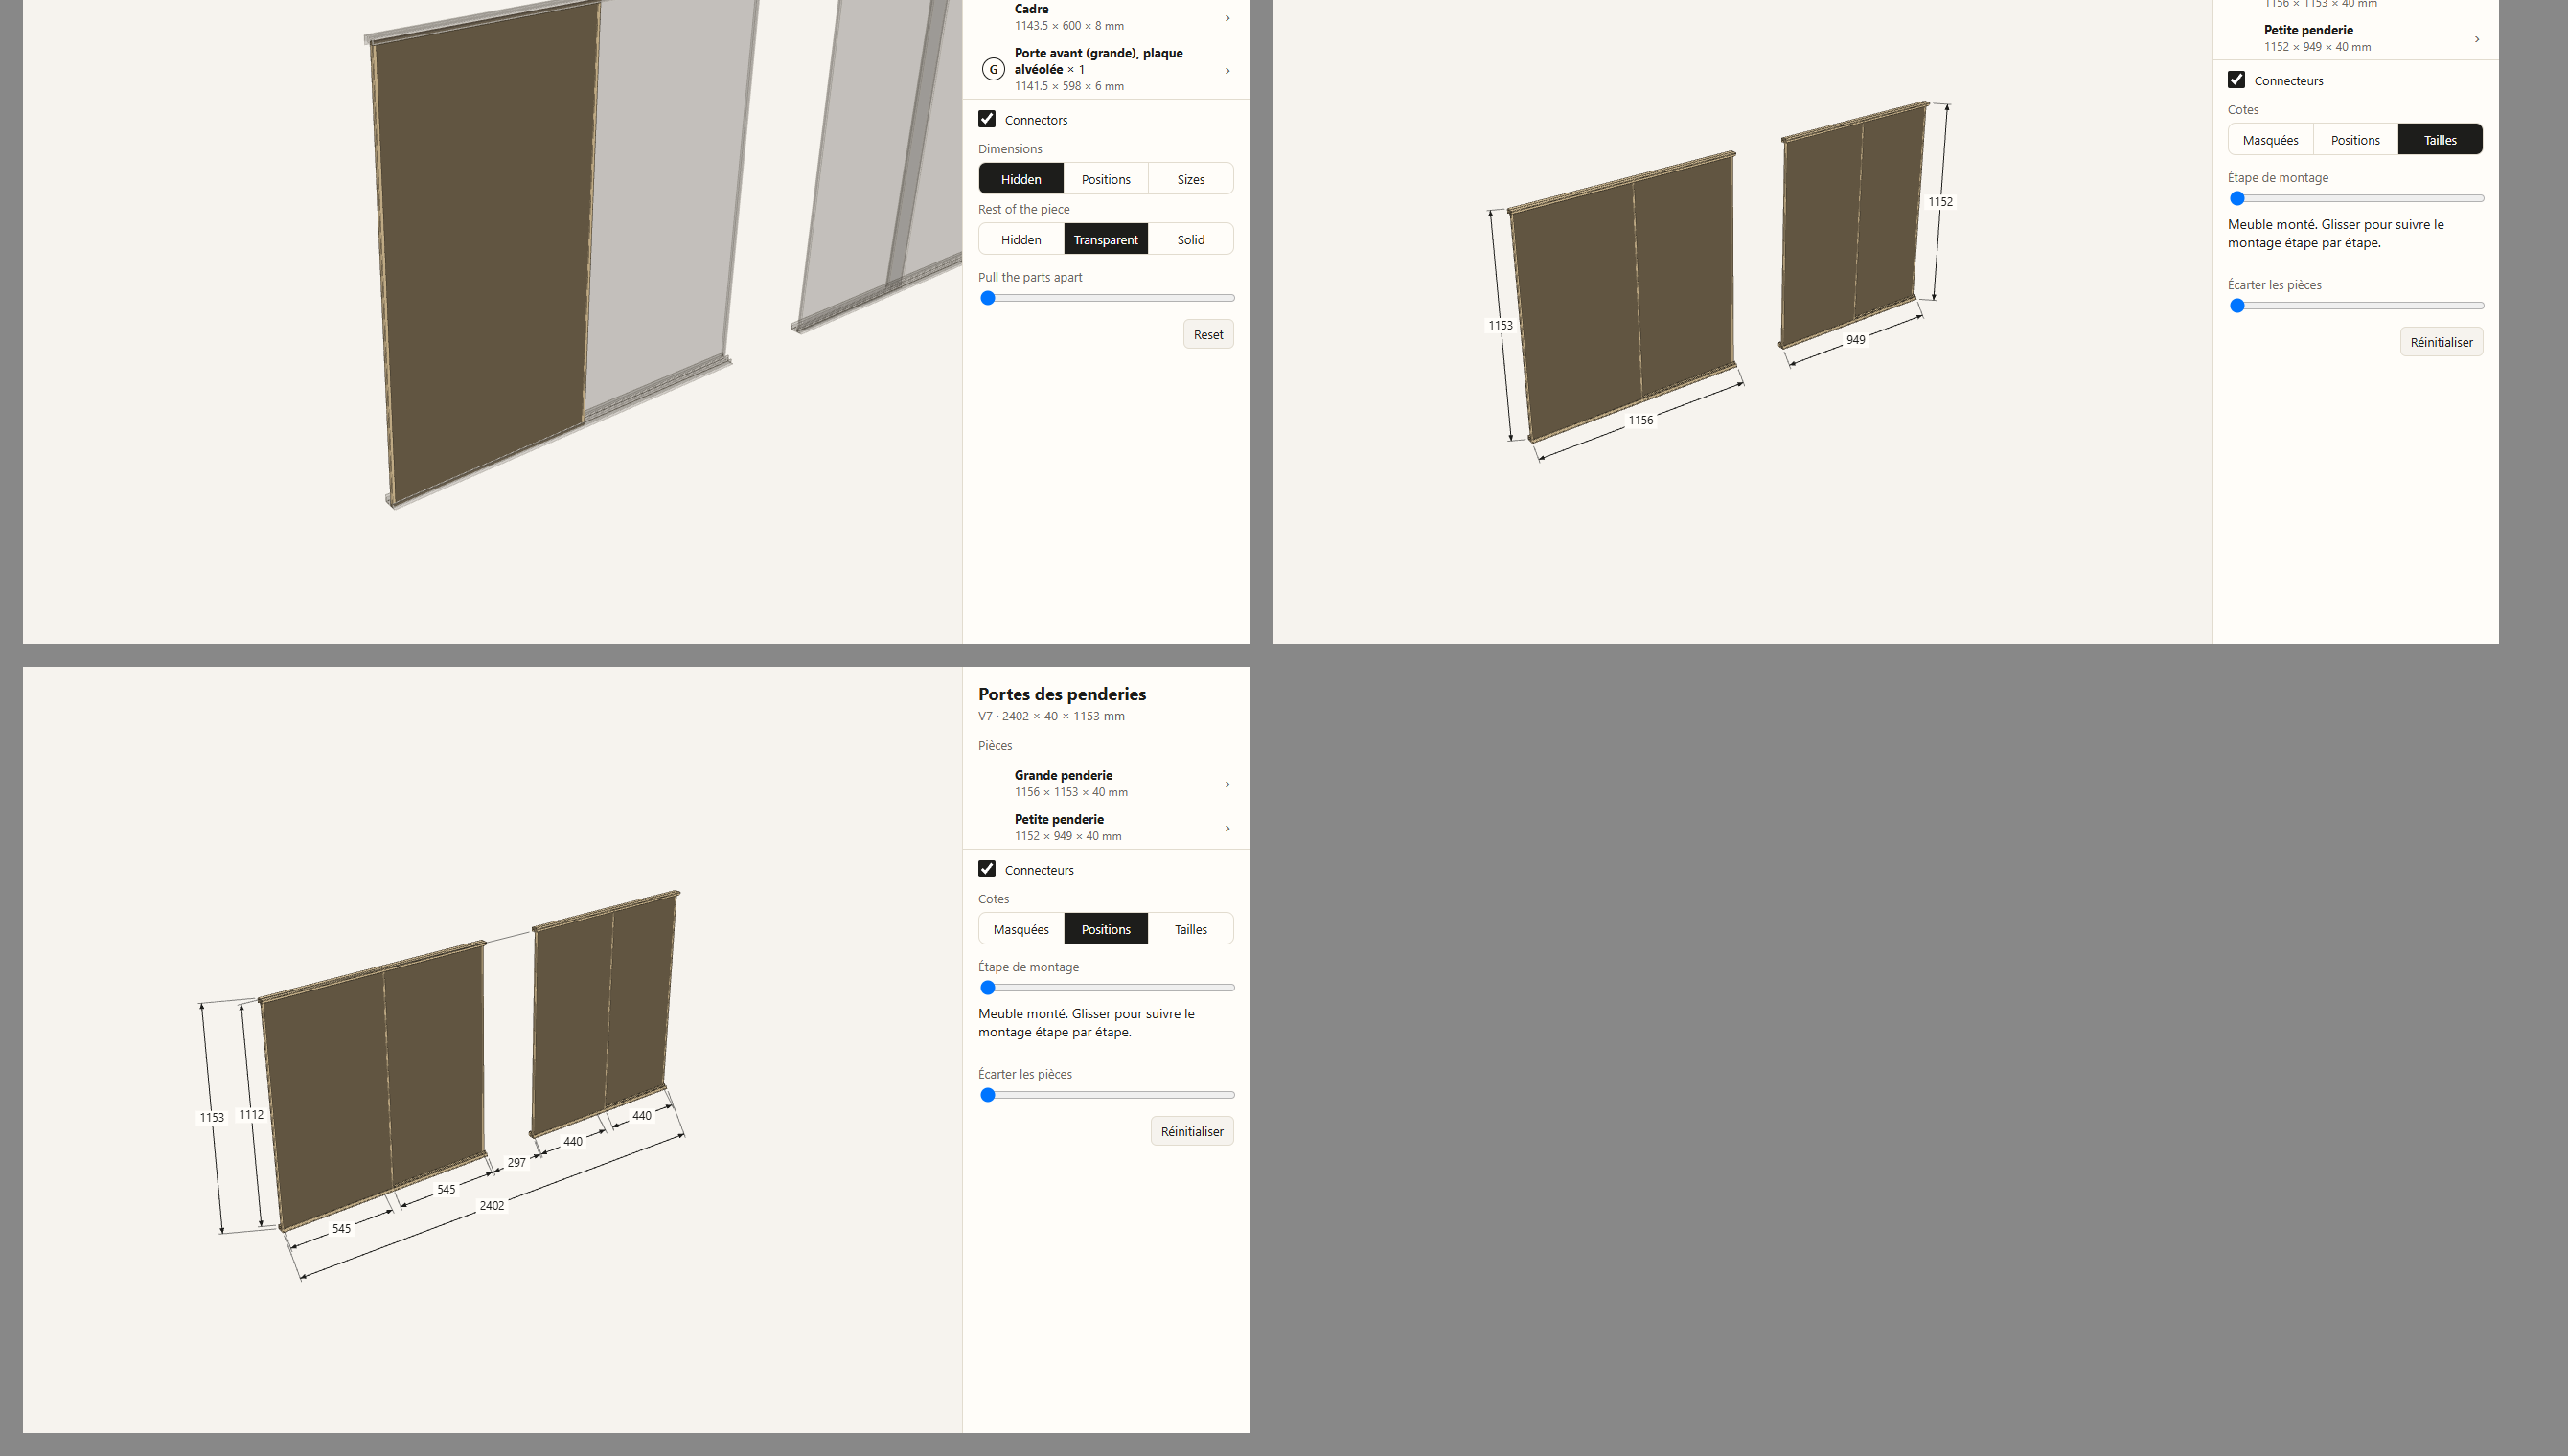 Cadre
1143.5 × 600 × 8 mm
G
Porte avant (grande), plaque
alvéolée × 1
1141.5 × 598 × 6 mm
Connectors
Dimensions
Hidden Positions Sizes
Rest of the piece
Hidden Transparent Solid
Pull the parts apart
Reset
1156 × 1153 × 40 mm
Petite penderie
1152 × 949 × 40 mm
Connecteurs
Cotes
Masquées Positions Tailles
Étape de montage
Meuble monté. Glisser pour suivre le
montage étape par étape.
Écarter les pièces
Réinitialiser
1152
949
1153
1156
Portes des penderies
V7 · 2402 × 40 × 1153 mm
Pièces
Grande penderie
1156 × 1153 × 40 mm
Petite penderie
1152 × 949 × 40 mm
Connecteurs
Cotes
Masquées Positions Tailles
Étape de montage
Meuble monté. Glisser pour suivre le
montage étape par étape.
Écarter les pièces
Réinitialiser
1153 1112
440
440
297
545
2402
545